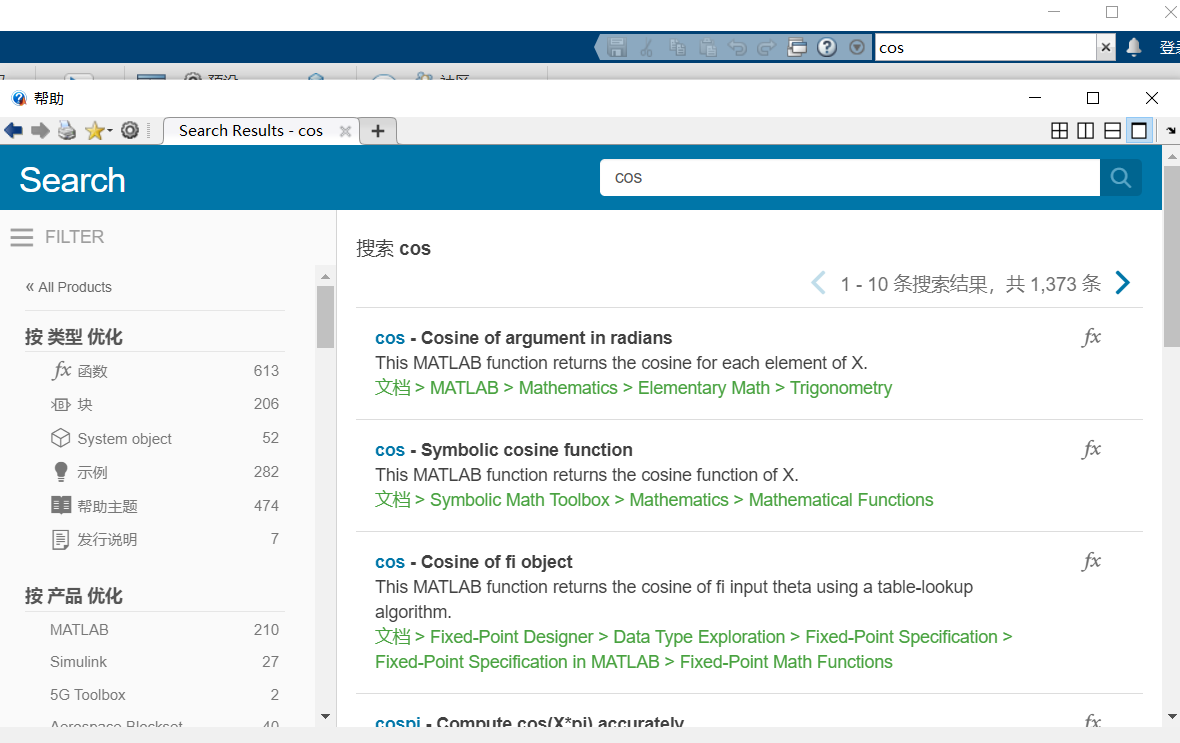 cos
登录
预设
社区
帮助
Search Results - cos
Search
cos
FILTER
搜索 cos
« All Products
1 - 10 条搜索结果，共 1,373 条
按 类型 优化
fx 函数 613
块 206
System object 52
示例 282
帮助主题 474
发行说明 7
按 产品 优化
MATLAB 210
Simulink 27
5G Toolbox 2
Aerospace Blockset 40
cos - Cosine of argument in radians fx
This MATLAB function returns the cosine for each element of X.
文档 > MATLAB > Mathematics > Elementary Math > Trigonometry
cos - Symbolic cosine function fx
This MATLAB function returns the cosine function of X.
文档 > Symbolic Math Toolbox > Mathematics > Mathematical Functions
cos - Cosine of fi object fx
This MATLAB function returns the cosine of fi input theta using a table-lookup
algorithm.
文档 > Fixed-Point Designer > Data Type Exploration > Fixed-Point Specification >
Fixed-Point Specification in MATLAB > Fixed-Point Math Functions
cospi - Compute cos(X*pi) accurately fx